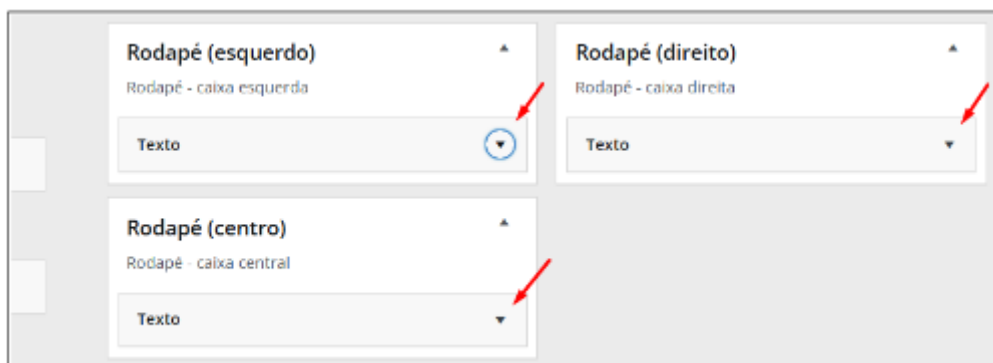 Rodapé (esquerdo)
Rodapé - caixa esquerda
Texto
Rodapé (direito)
Rodapé - caixa direita
Texto
Rodapé (centro)
Rodapé - caixa central
Texto